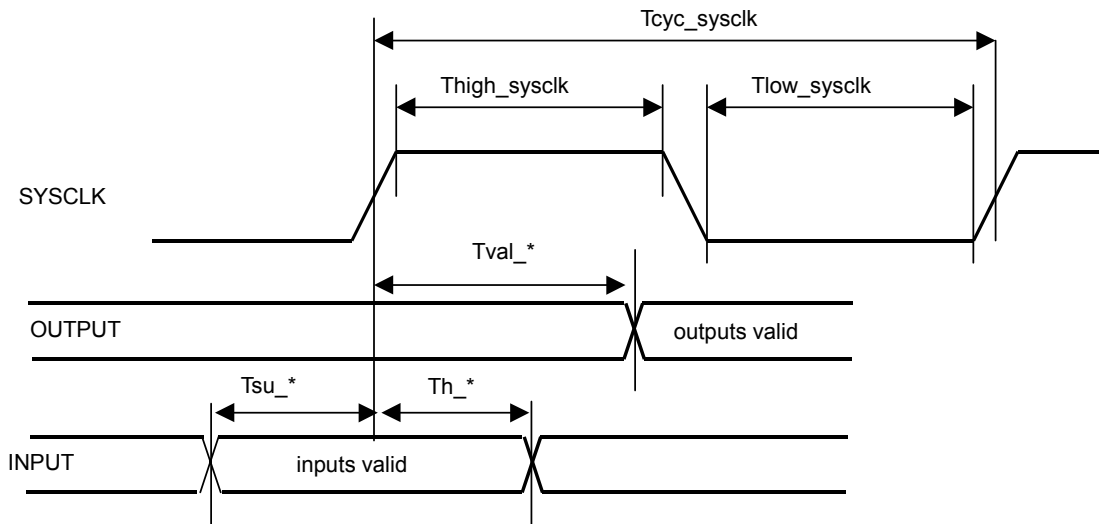 Tcyc_sysclk
Thigh_sysclk
Tlow_sysclk
SYSCLK
Tval_*
OUTPUT
outputs valid
Tsu_*
Th_*
INPUT
inputs valid